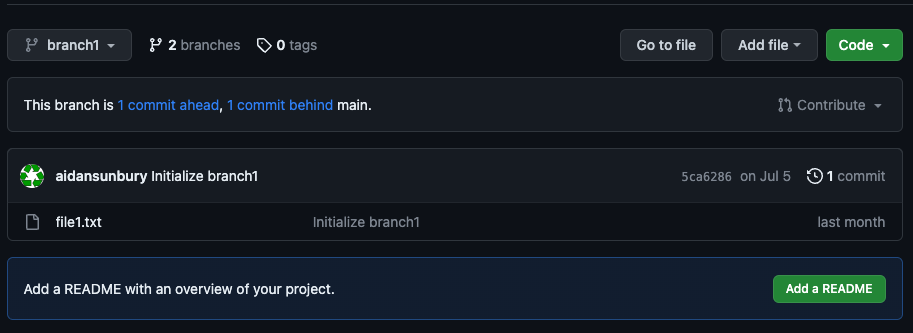 branch1 2 branches 0 tags Go to file Add file Code
This branch is 1 commit ahead, 1 commit behind main. Contribute
aidansunbury Initialize branch1 5ca6286 on Jul 5 1 commit
file1.txt Initialize branch1 last month
Add a README with an overview of your project. Add a README